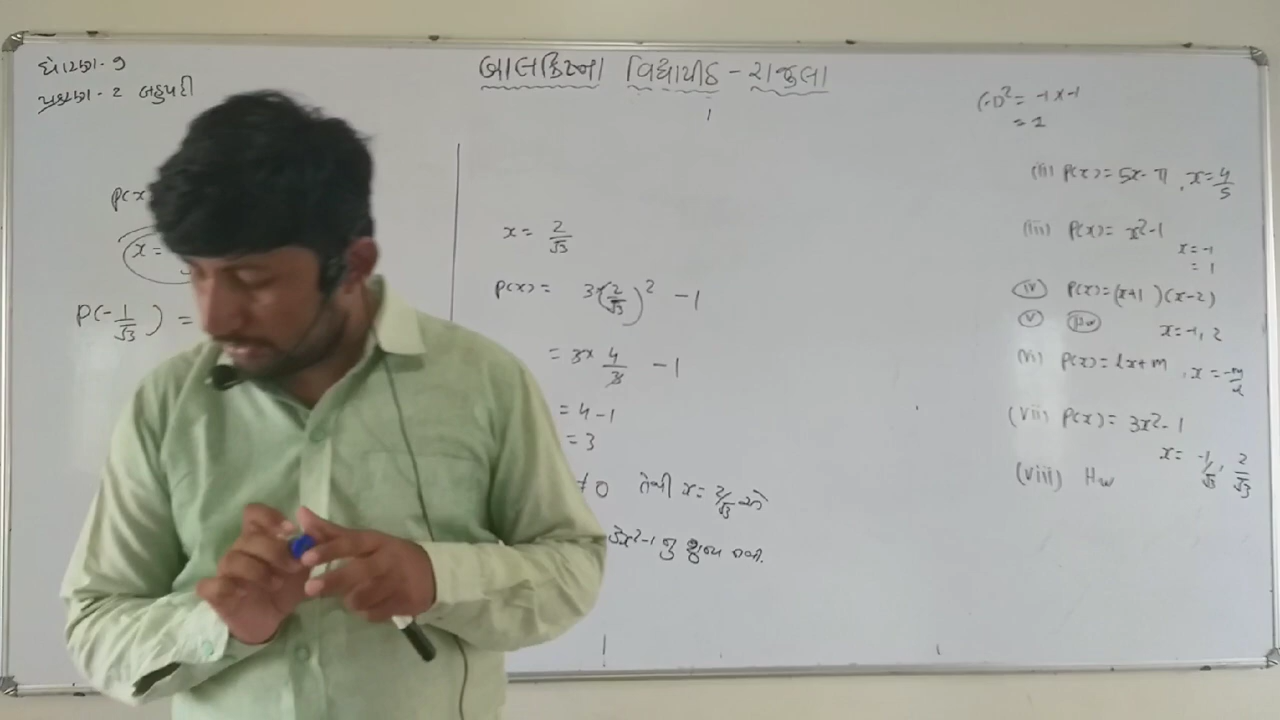 ધોરણ - 9
પ્રકરણ - 2 બહુપદી
બાલક્રિષ્ના વિદ્યાપીઠ - રાજુલા
P(x
x =
P(-1/√3) =
x = 2/√3
P(x) = 3×(2/√3)² - 1
= 3× 4/3 - 1
= 4-1
= 3
≠ 0 તેથી x = 2/√3 એ
3x²-1 નું શૂન્ય નથી.
(-1)² = -1 x -1
= 1
(ii) P(x) = 5x - π , x = 4/5
(iii) P(x) = x²-1
x = -1
= 1
(iv) P(x) = (x+1)(x-2)
x = -1, 2
(v) Hw
(vi) P(x) = lx+m , x = -m/l
(vii) P(x) = 3x²-1
x = -1/√3, 2/√3
(viii) Hw